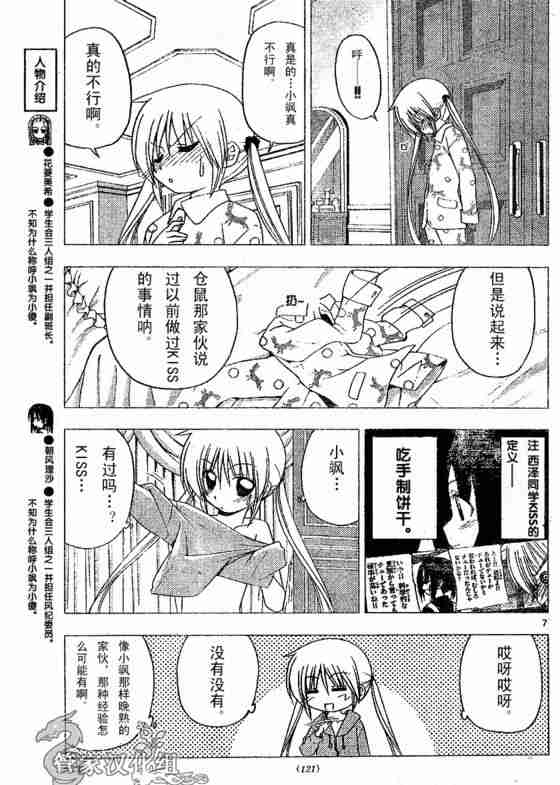 呼——
真是的…小飒真
不行啊。
真的不行啊。
人物介绍
●花菱美希●学生会三人组之一并担任副班长。
不知为什么称呼小飒为小傻。
但是说起来…
扔~
仓鼠那家伙说
过以前做过KISS
的事情呐。
●朝风理沙●学生会三人组之一并担任风纪委员。
不知为什么称呼小飒为小傻。
注 西泽同学KISS的
定义——
吃手制饼干。
小飒…
有过吗…?
KISS…
7
哎呀哎呀。
没有没有。
像小飒那样晚熟的
家伙，那种经验怎
么可能有啊。
管家汉化组
(121)